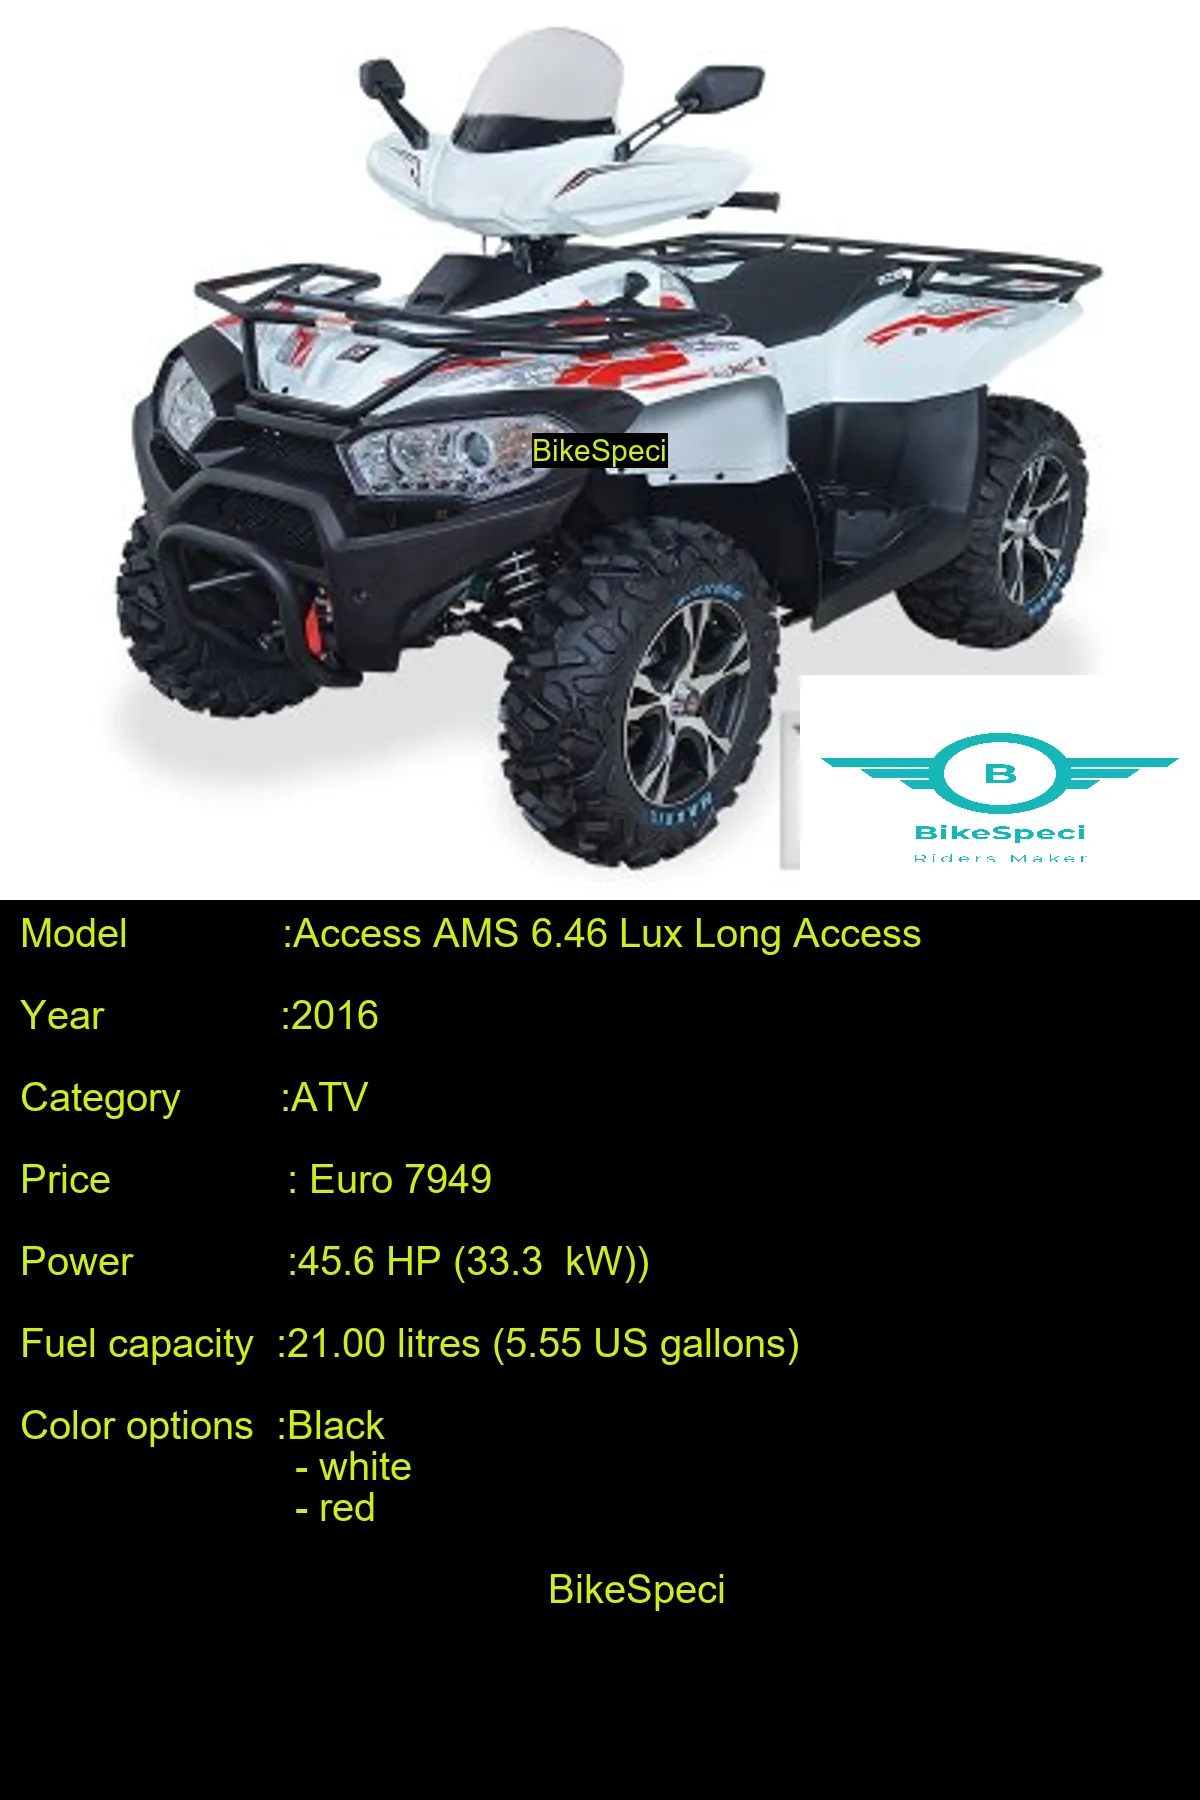 BikeSpeci
B
BikeSpeci
Riders Maker
Model :Access AMS 6.46 Lux Long Access
Year :2016
Category :ATV
Price : Euro 7949
Power :45.6 HP (33.3 kW))
Fuel capacity :21.00 litres (5.55 US gallons)
Color options :Black
- white
- red
BikeSpeci